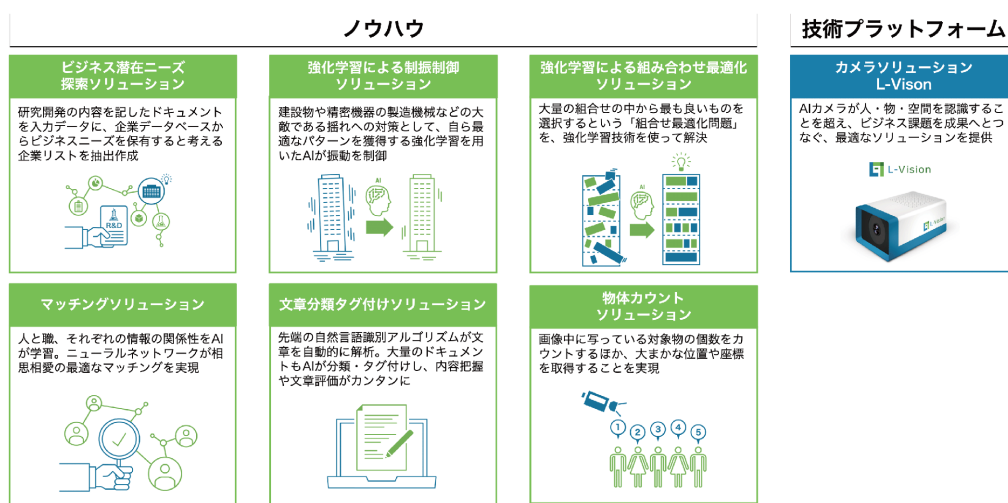 ノウハウ
技術プラットフォーム
ビジネス潜在ニーズ
探索ソリューション
研究開発の内容を記したドキュメント
を入力データに、企業データベースか
らビジネスニーズを保有すると考える
企業リストを抽出作成
R&D
強化学習による制振制御
ソリューション
建設物や精密機器の製造機械などの大
敵である揺れへの対策として、自ら最
適なパターンを獲得する強化学習を用
いたAIが振動を制御
AI
強化学習による組み合わせ最適化
ソリューション
大量の組合せの中から最も良いものを
選択するという「組合せ最適化問題」
を、強化学習技術を使って解決
AI
カメラソリューション
L-Vison
AIカメラが人・物・空間を認識するこ
とを超え、ビジネス課題を成果へとつ
なぐ、最適なソリューションを提供
L-Vision
L-Vision
マッチングソリューション
人と職、それぞれの情報の関係性をAI
が学習。ニューラルネットワークが相
思相愛の最適なマッチングを実現
文章分類タグ付けソリューション
先端の自然言語識別アルゴリズムが文
章を自動的に解析。大量のドキュメン
トもAIが分類・タグ付けし、内容把握
や文章評価がカンタンに
物体カウント
ソリューション
画像中に写っている対象物の個数をカ
ウントするほか、大まかな位置や座標
を取得することを実現
1 2 3 4 5